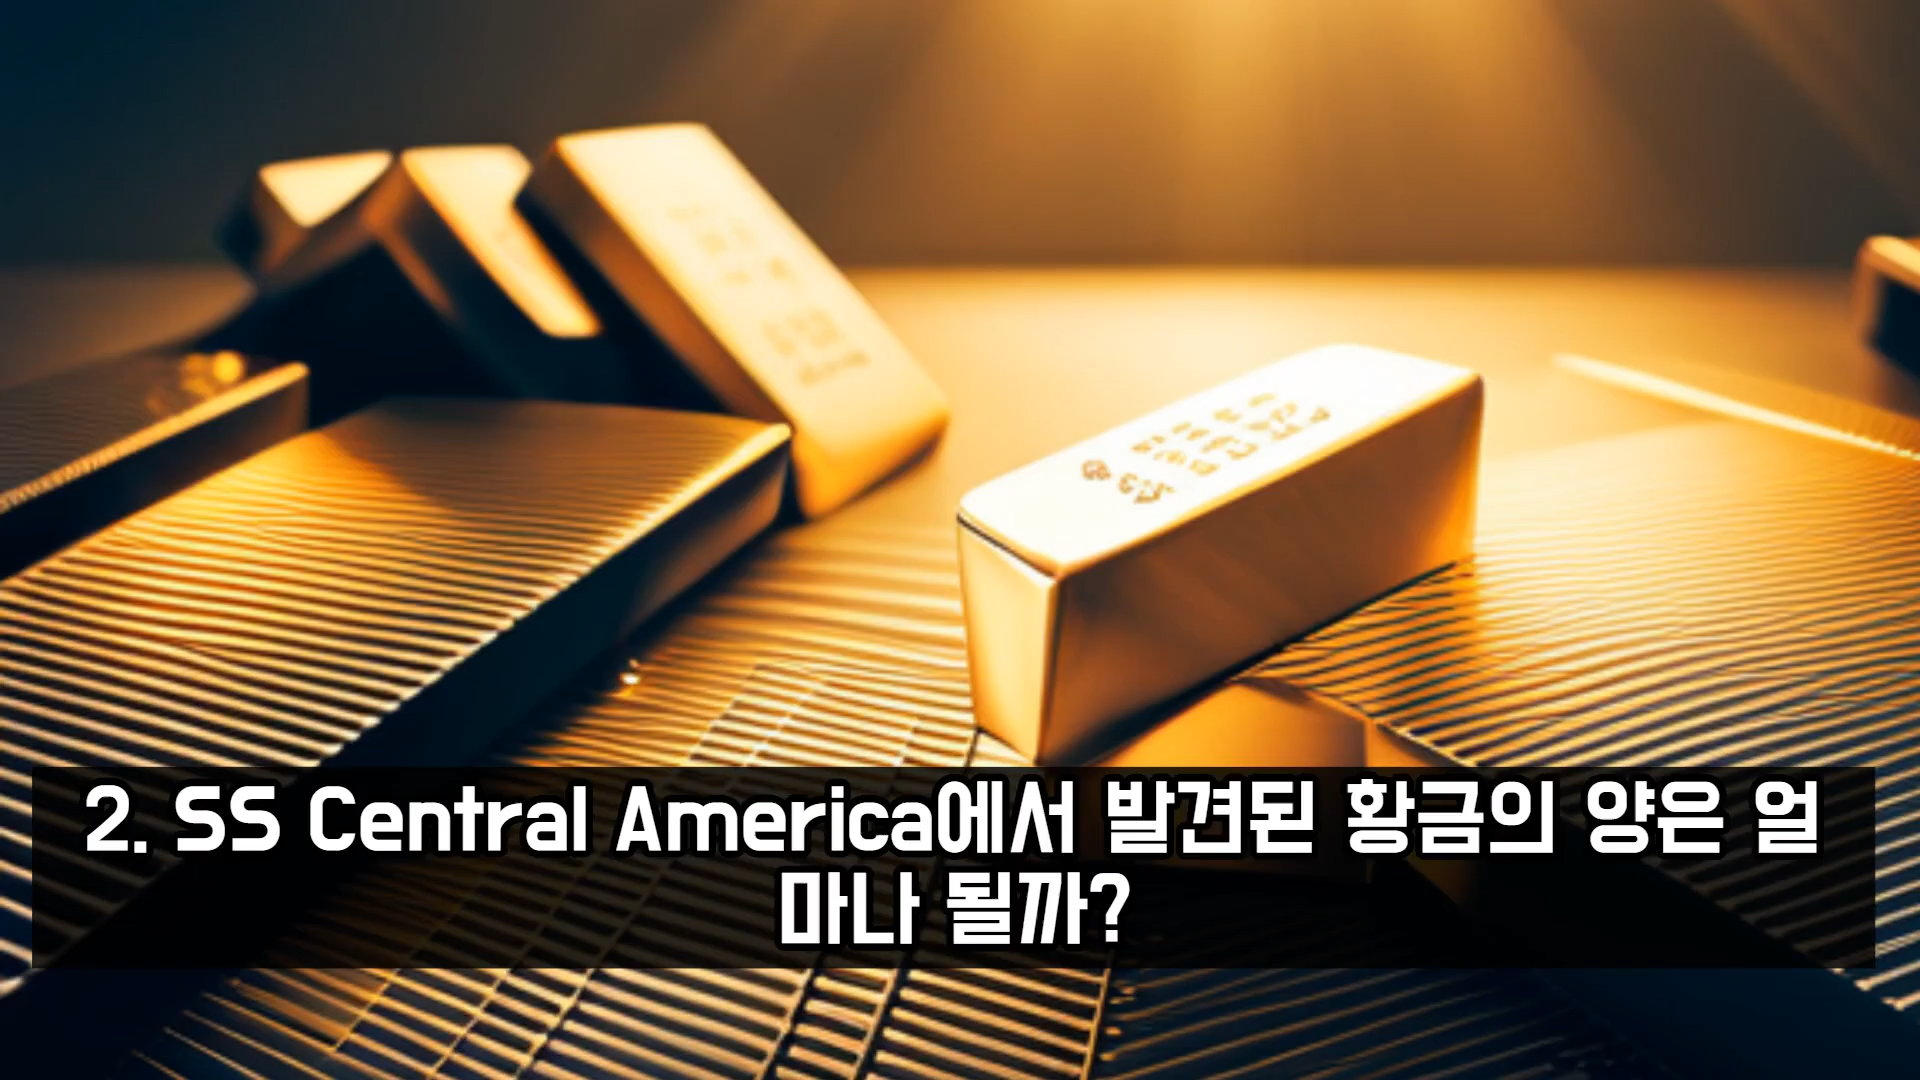 2. SS Central America에서 발견된 황금의 양은 얼
마나 될까?